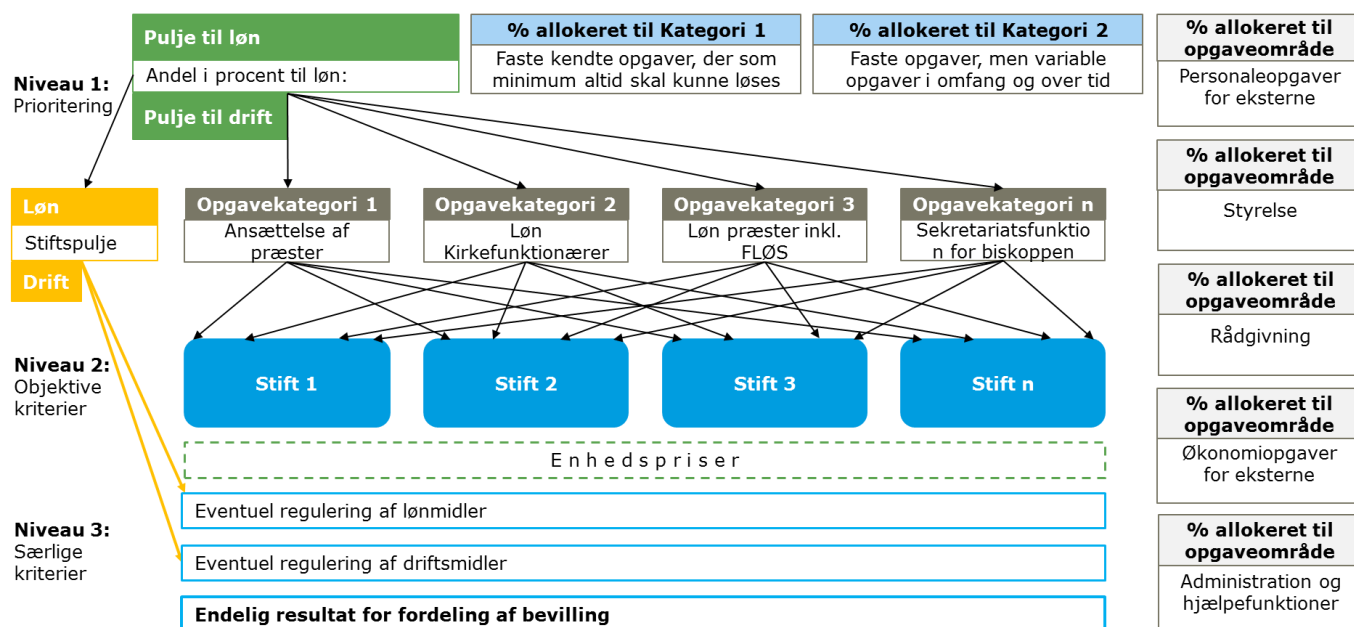 Pulje til løn
Andel i procent til løn:
Pulje til drift
% allokeret til Kategori 1
Faste kendte opgaver, der som
minimum altid skal kunne løses
% allokeret til Kategori 2
Faste opgaver, men variable
opgaver i omfang og over tid
% allokeret til
opgaveområde
Personaleopgaver
for eksterne
Niveau 1:
Prioritering
% allokeret til
opgaveområde
Styrelse
Løn
Stiftspulje
Drift
Opgavekategori 1
Ansættelse af
præster
Opgavekategori 2
Løn
Kirkefunktionærer
Opgavekategori 3
Løn præster inkl.
FLØS
Opgavekategori n
Sekretariatsfunktio
n for biskoppen
% allokeret til
opgaveområde
Rådgivning
Niveau 2:
Objektive
kriterier
Stift 1
Stift 2
Stift 3
Stift n
% allokeret til
opgaveområde
Økonomiopgaver
for eksterne
Enhedspriser
Niveau 3:
Særlige
kriterier
Eventuel regulering af lønmidler
Eventuel regulering af driftsmidler
Endelig resultat for fordeling af bevilling
% allokeret til
opgaveområde
Administration og
hjælpefunktioner